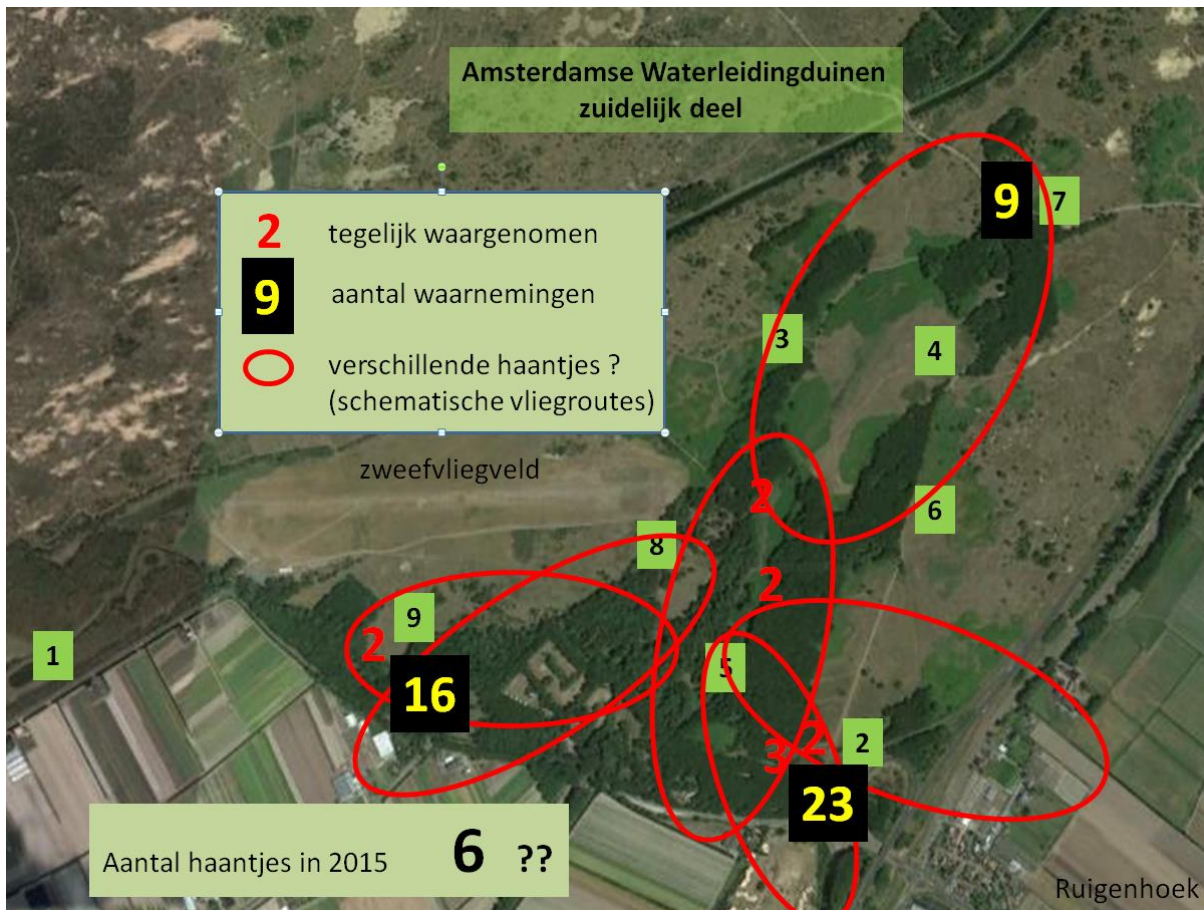 Amsterdamse Waterleidingduinen
zuidelijk deel
9
7
2 tegelijk waargenomen
9 aantal waarnemingen
verschillende haantjes ?
(schematische vliegroutes)
3
4
zweefvliegveld
2
6
8
2
9
2
1
5
16
3
2
2
23
Aantal haantjes in 2015 6 ??
Ruigenhoek